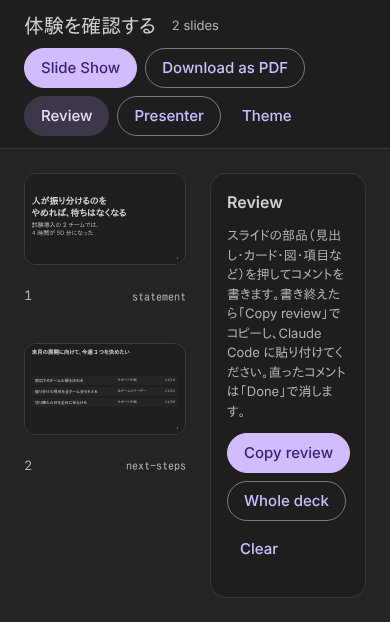 体験を確認する 2 slides
Slide Show
Download as PDF
Review
Presenter
Theme
人が振り分けるのを
やめれば、待ちはなくなる
試験導入の 2 チームでは、
4 時間が 50 分になった
1 statement
来月の展開に向けて、今週 3 つを決めたい
2 next-steps
Review
スライドの部品（見出
し・カード・図・項目な
ど）を押してコメントを
書きます。書き終えた
ら「Copy review」で
コピーし、Claude
Code に貼り付けてく
ださい。直ったコメント
は「Done」で消しま
す。
Copy review
Whole deck
Clear